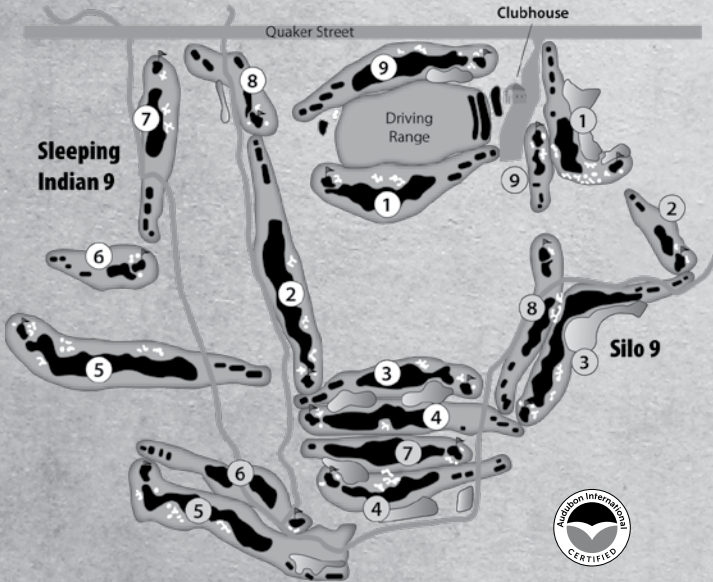 Clubhouse
Quaker Street
9
8
Driving
Range
7
1
Sleeping
Indian 9
9
1
2
6
2
8
Silo 9
3
5
3
4
7
6
4
5
Audubon International
CERTIFIED